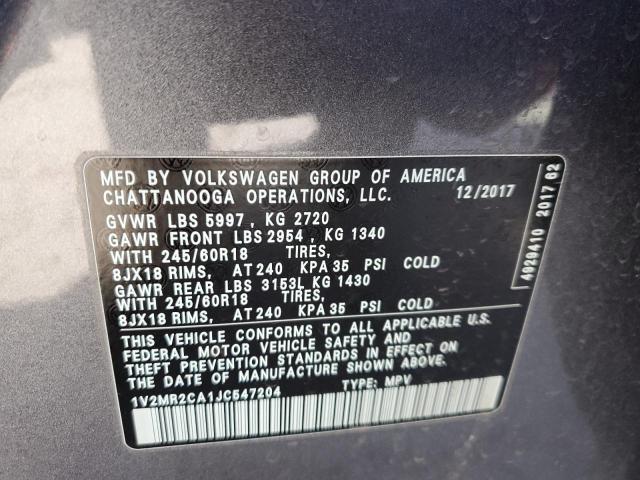 MFD BY VOLKSWAGEN GROUP OF AMERICA
CHATTANOOGA OPERATIONS, LLC. 12/2017
GVWR LBS 5997 , KG 2720
GAWR FRONT LBS 2954 , KG 1340
WITH 245/60R18 TIRES,
8JX18 RIMS, AT 240 KPA 35 PSI COLD
GAWR REAR LBS 3153L KG 1430
WITH 245/60R18 TIRES,
8JX18 RIMS, AT 240 KPA 35 PSI COLD
THIS VEHICLE CONFORMS TO ALL APPLICABLE U.S.
FEDERAL MOTOR VEHICLE SAFETY AND
THEFT PREVENTION STANDARDS IN EFFECT ON
THE DATE OF MANUFACTURE SHOWN ABOVE.
1V2MR2CA1JC547204 TYPE: MPV
4929410 2017 62